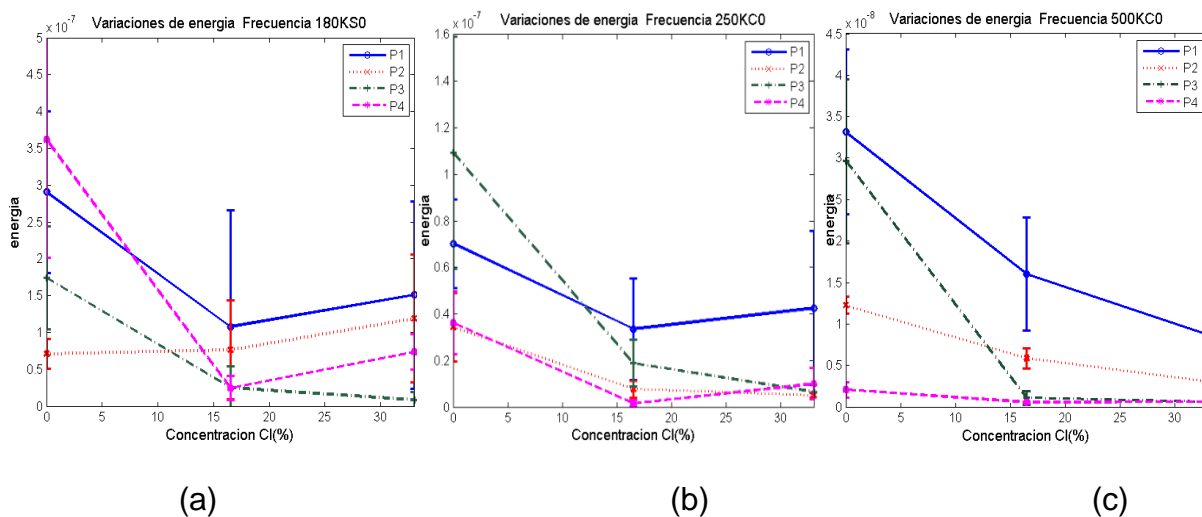 Variaciones de energia Frecuencia 180KS0
x 10^-7
5
4.5
4
3.5
3
2.5
2
1.5
1
0.5
0
energia
0 5 10 15 20 25 30
Concentracion Cl(%)
P1
P2
P3
P4
(a)
Variaciones de energia Frecuencia 250KC0
x 10^-7
1.6
1.4
1.2
1
0.8
0.6
0.4
0.2
0
energia
0 5 10 15 20 25 30
Concentracion Cl(%)
P1
P2
P3
P4
(b)
Variaciones de energia Frecuencia 500KC0
x 10^-8
4.5
4
3.5
3
2.5
2
1.5
1
0.5
0
energia
0 5 10 15 20 25 30
Concentracion Cl(%)
P1
P2
P3
P4
(c)